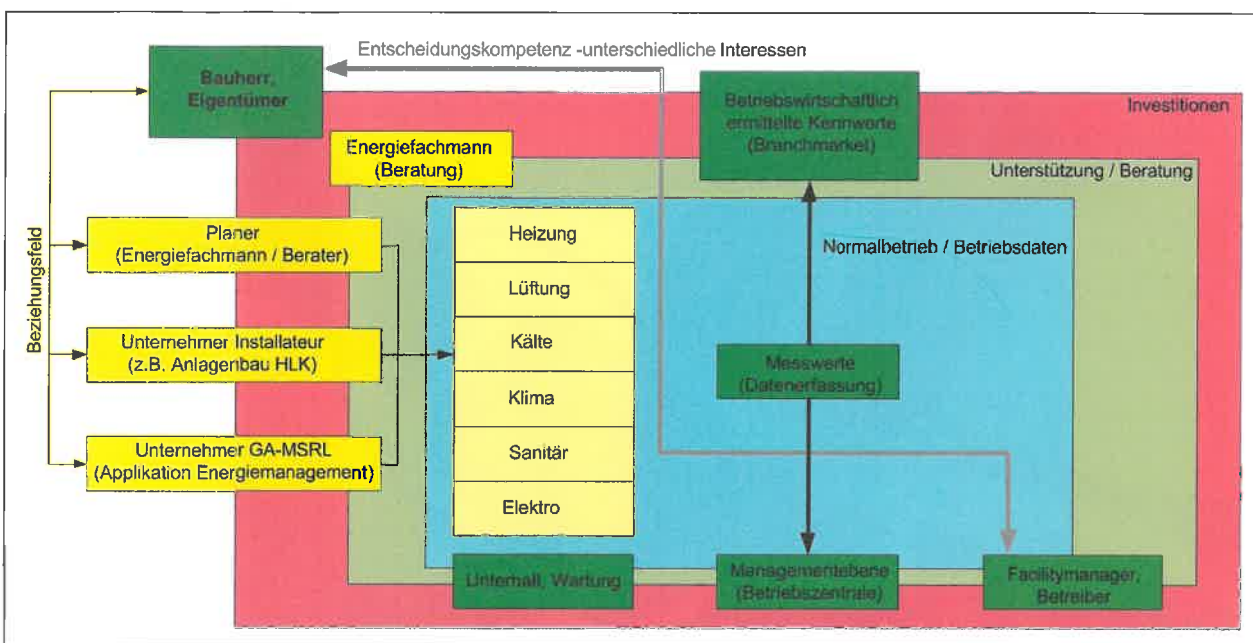 Entscheidungskompetenz -unterschiedliche Interessen
Bauherr,
Eigentümer
Betriebswirtschaftlich
ermittelte Kennwerte
(Branchmarket)
Investitionen
Energiefachmann
(Beratung)
Unterstützung / Beratung
Beziehungsfeld
Planer
(Energiefachmann / Berater)
Heizung
Normalbetrieb / Betriebsdaten
Lüftung
Unternehmer Installateur
(z.B. Anlagenbau HLK)
Kälte
Messwerte
(Datenerfassung)
Klima
Unternehmer GA-MSRL
(Applikation Energiemanagement)
Sanitär
Elektro
Unterhalt, Wartung
Managementebene
(Betriebszentrale)
Facilitymanager,
Betreiber